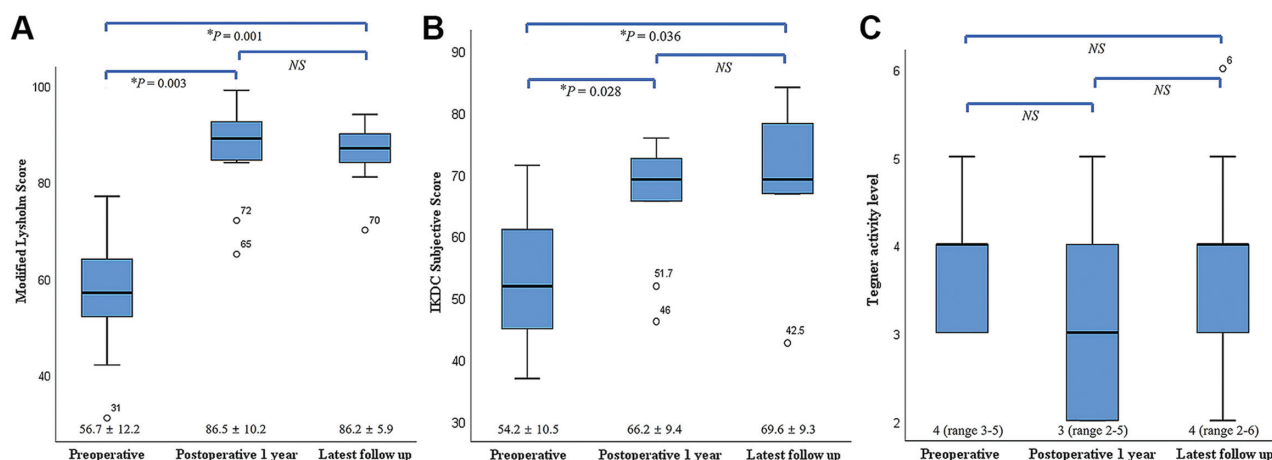 A
*P = 0.001
*P = 0.003
NS
Modified Lysholm Score
100
80
60
40
72
65
70
31
56.7 ± 12.2
86.5 ± 10.2
86.2 ± 5.9
Preoperative
Postoperative 1 year
Latest follow up
B
*P = 0.036
*P = 0.028
NS
IKDC Subjective Score
90
80
70
60
50
40
30
51.7
46
42.5
54.2 ± 10.5
66.2 ± 9.4
69.6 ± 9.3
Preoperative
Postoperative 1 year
Latest follow up
C
NS
NS
NS
Tegner activity level
6
5
4
3
2
6
4 (range 3-5)
3 (range 2-5)
4 (range 2-6)
Preoperative
Postoperative 1 year
Latest follow up